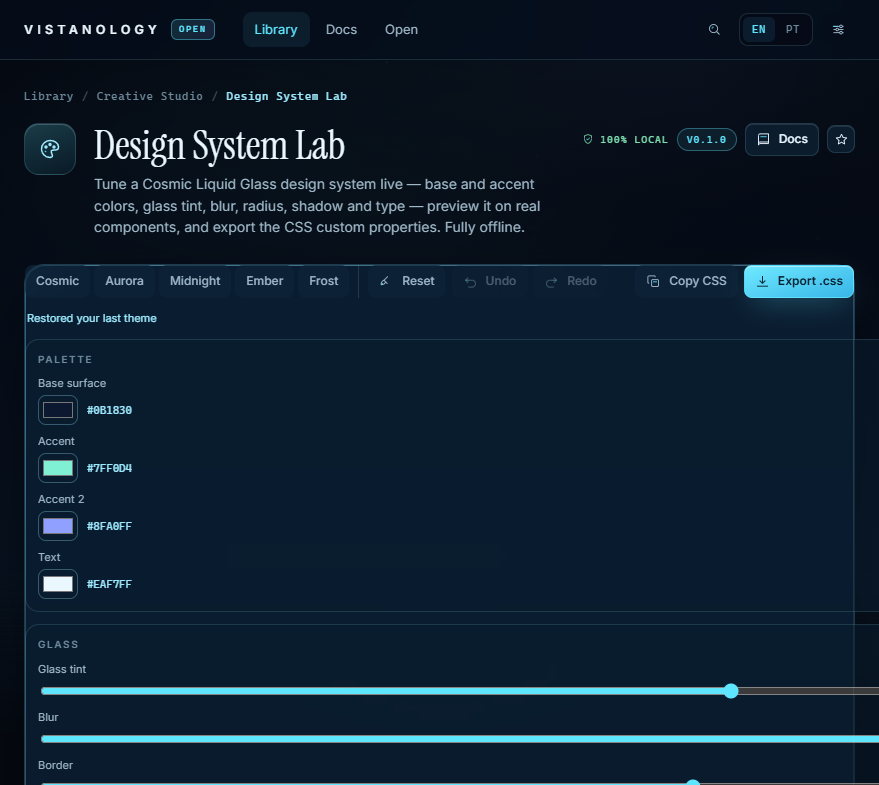 VISTANOLOGY OPEN Library Docs Open EN PT
Library / Creative Studio / Design System Lab
Design System Lab
100% LOCAL V0.1.0 Docs
Tune a Cosmic Liquid Glass design system live — base and accent
colors, glass tint, blur, radius, shadow and type — preview it on real
components, and export the CSS custom properties. Fully offline.
Cosmic Aurora Midnight Ember Frost Reset Undo Redo Copy CSS Export .css
Restored your last theme
PALETTE
Base surface
#0B1830
Accent
#7FF0D4
Accent 2
#8FA0FF
Text
#EAF7FF
GLASS
Glass tint
Blur
Border